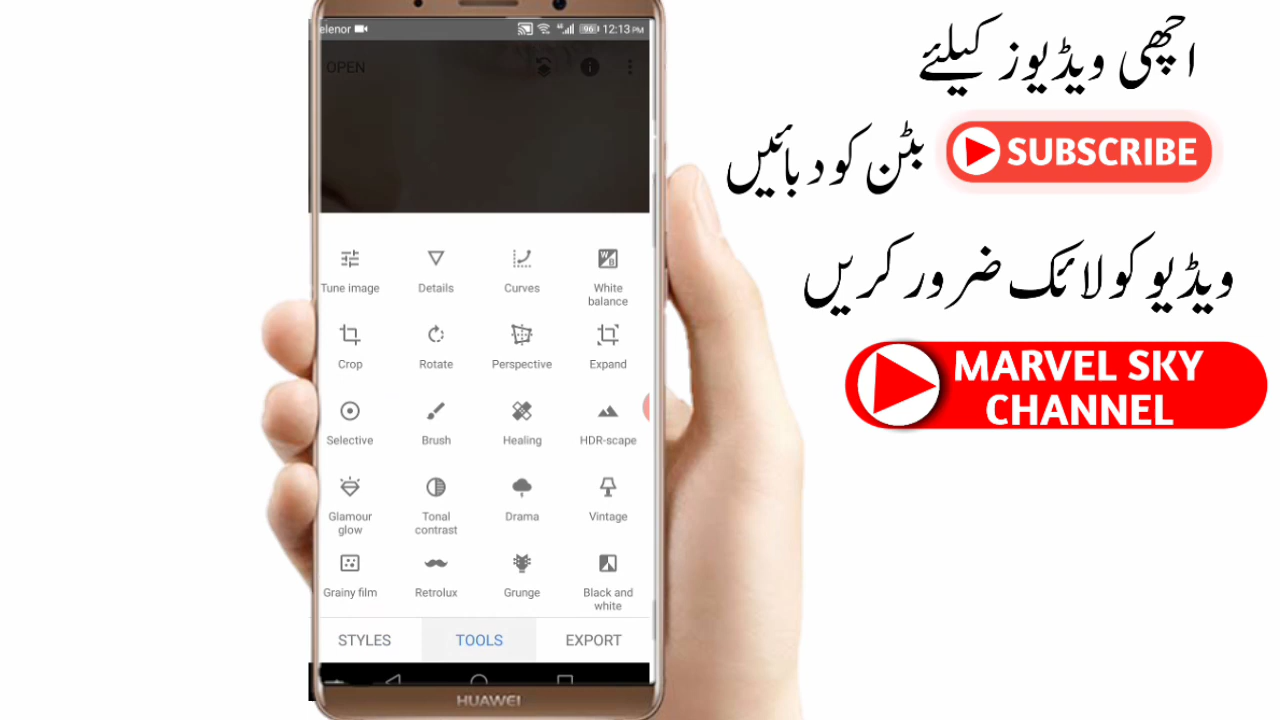 elenor 96 12:13 PM
OPEN
Tune image
Details
Curves
White balance
Crop
Rotate
Perspective
Expand
Selective
Brush
Healing
HDR-scape
Glamour glow
Tonal contrast
Drama
Vintage
Grainy film
Retrolux
Grunge
Black and white
STYLES TOOLS EXPORT
HUAWEI
اچھی ویڈیوز کیلئے
SUBSCRIBE بٹن کو دبائیں
ویڈیو کو لائک ضرور کریں
MARVEL SKY
CHANNEL